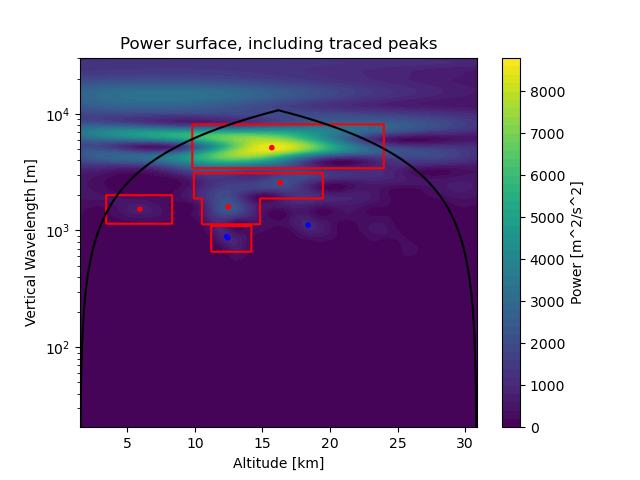 Power surface, including traced peaks
Vertical Wavelength [m]
10^4
10^3
10^2
5 10 15 20 25 30
Altitude [km]
8000
7000
6000
5000
4000
3000
2000
1000
0
Power [m^2/s^2]